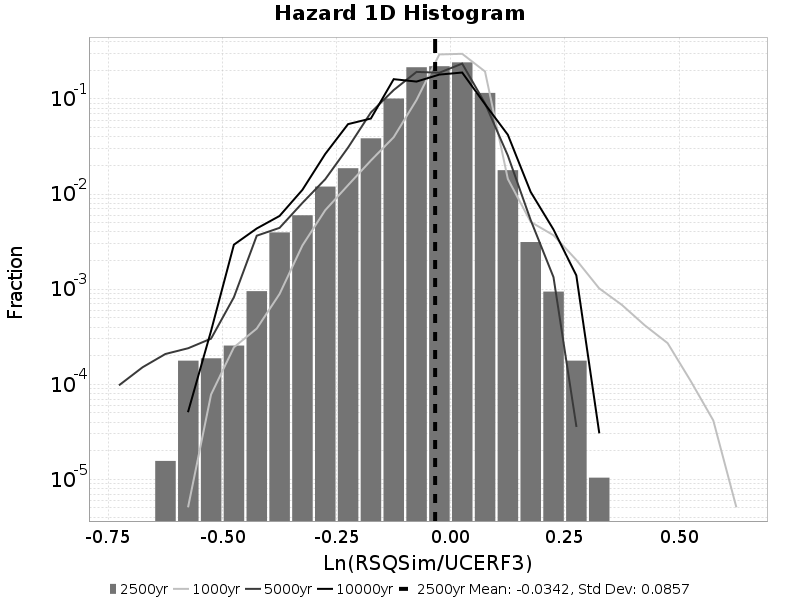 Hazard 1D Histogram
Fraction
10-1
10-2
10-3
10-4
10-5
-0.75 -0.50 -0.25 0.00 0.25 0.50
Ln(RSQSim/UCERF3)
2500yr 1000yr 5000yr 10000yr 2500yr Mean: -0.0342, Std Dev: 0.0857